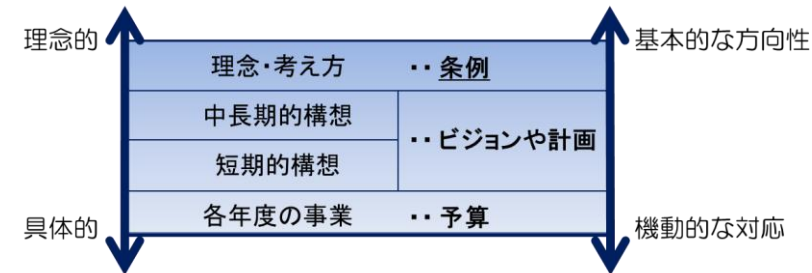 理念的
基本的な方向性
理念・考え方 ‥条例
中長期的構想
‥ビジョンや計画
短期的構想
各年度の事業 ‥予算
具体的
機動的な対応